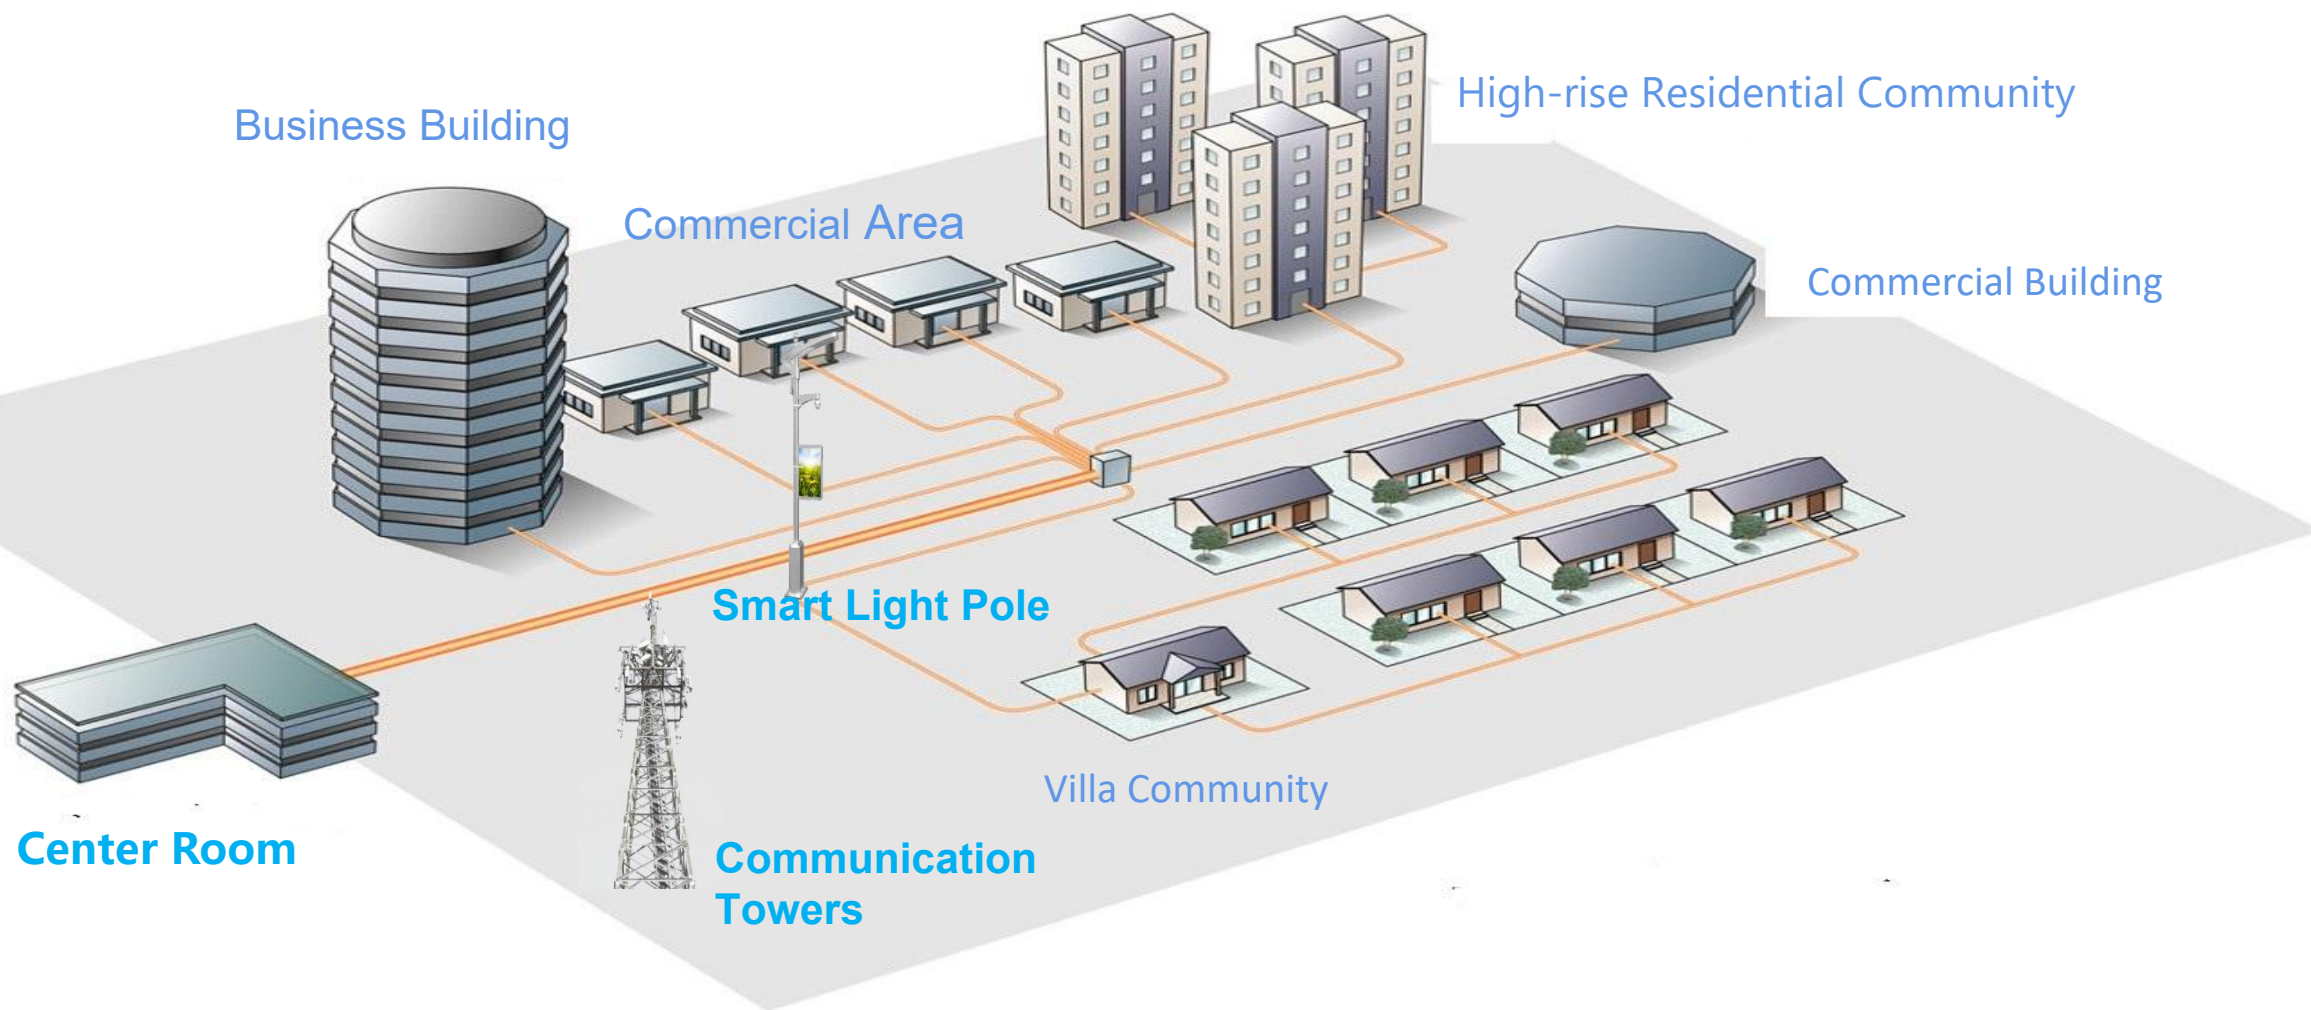 High-rise Residential Community
Business Building
Commercial Area
Commercial Building
Smart Light Pole
Villa Community
Center Room
Communication
Towers